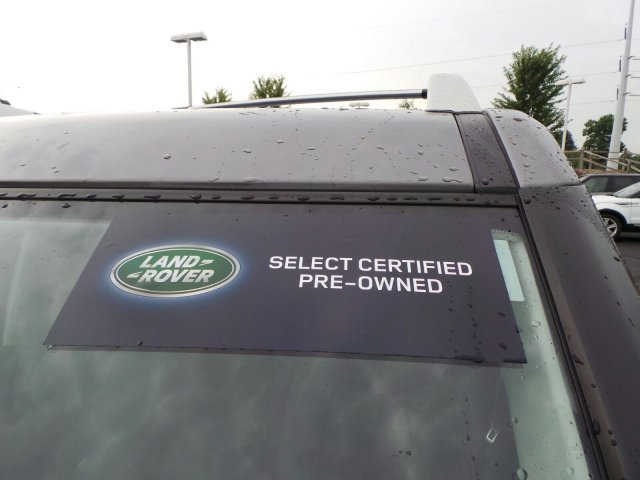 LAND
ROVER
SELECT CERTIFIED
PRE-OWNED